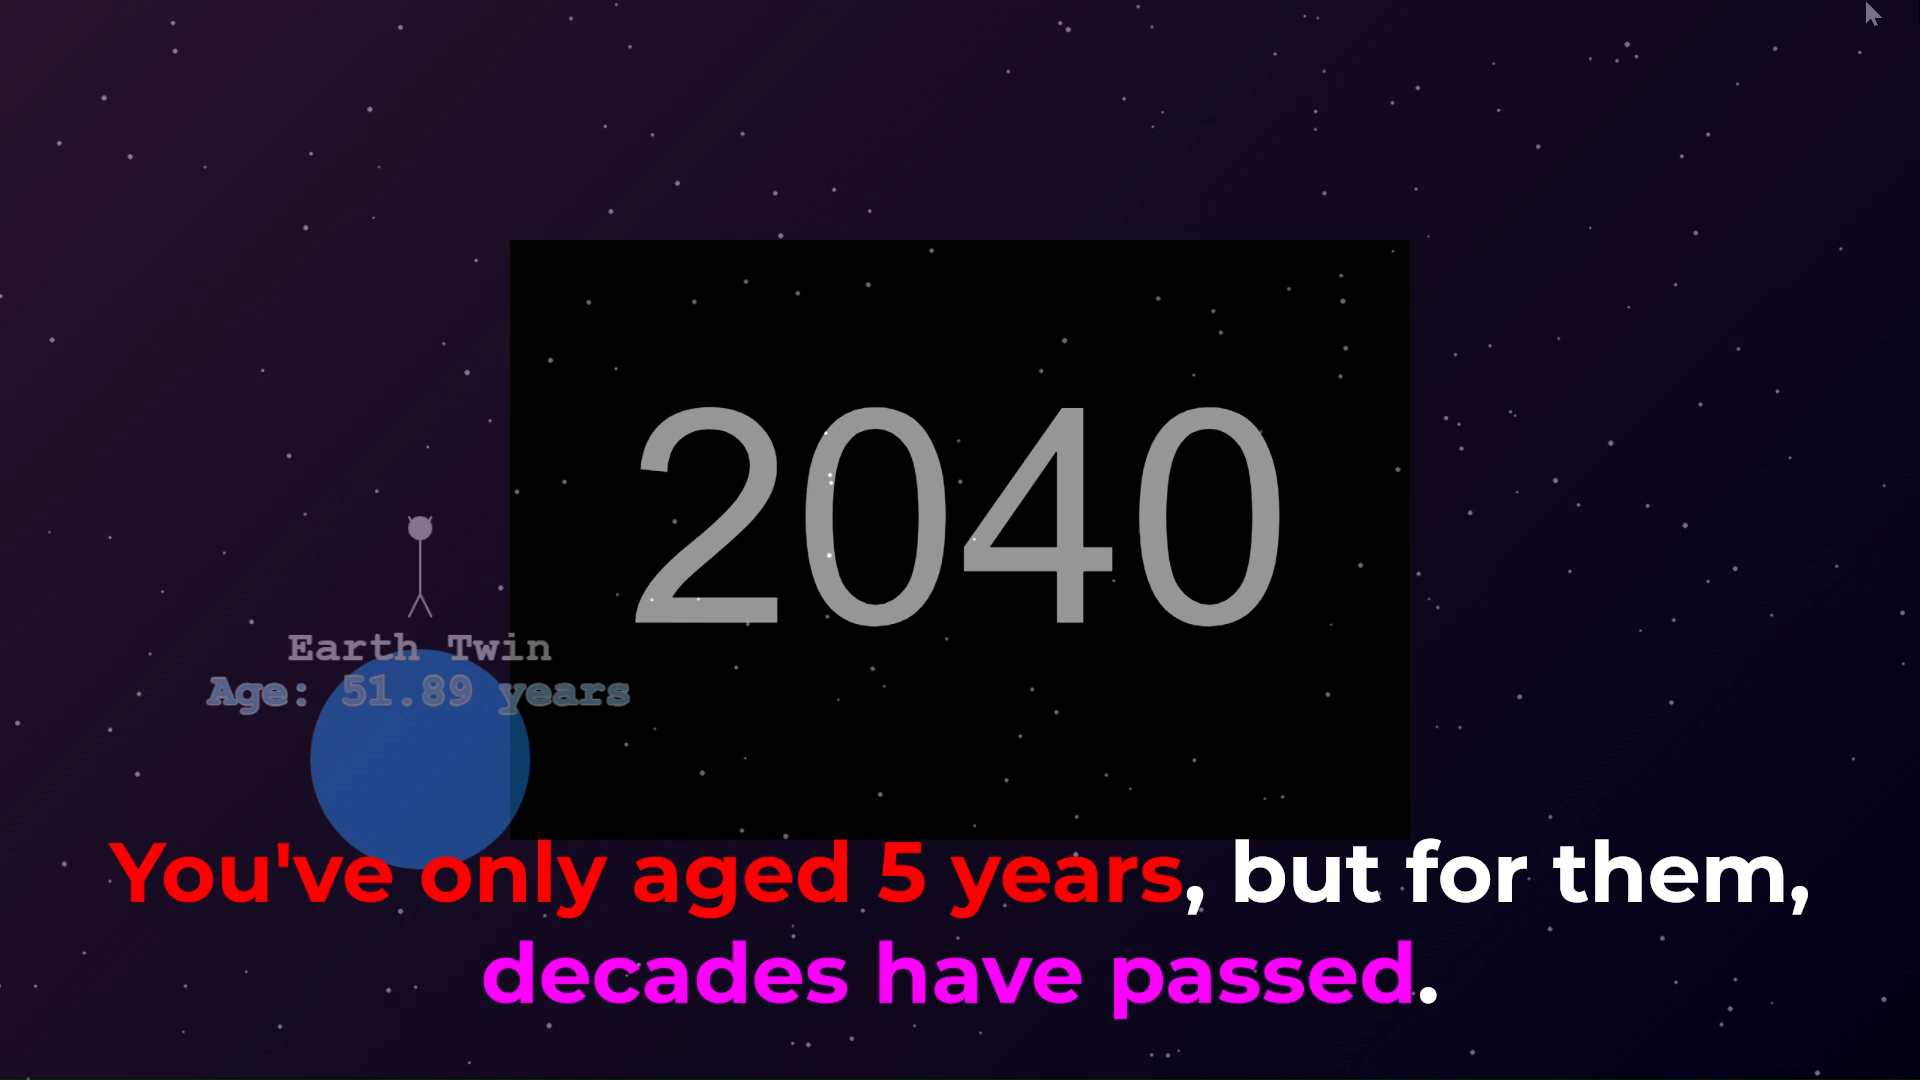 2040
Earth Twin
Age: 51.89 years
You've only aged 5 years, but for them,
decades have passed.